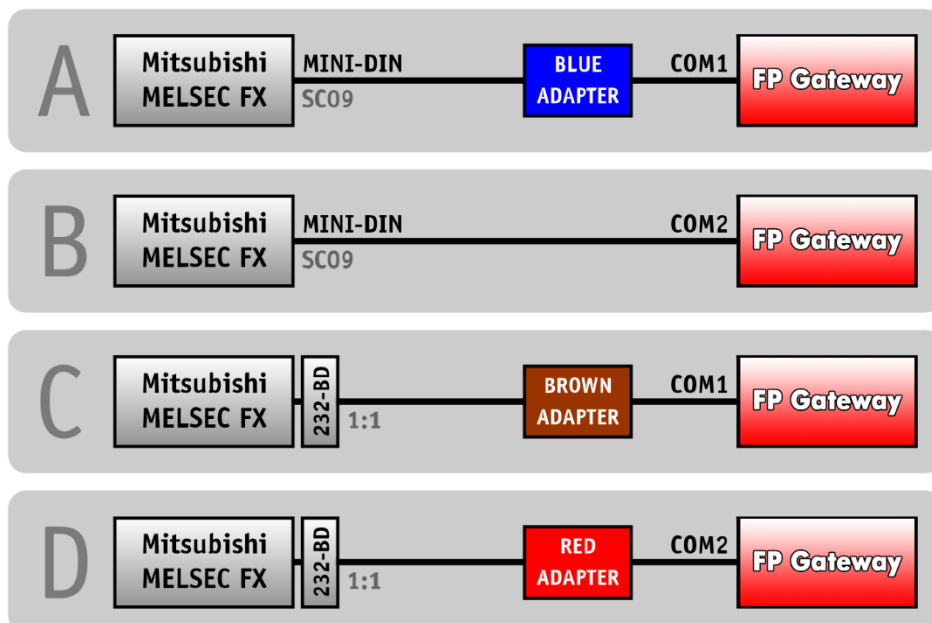 A
Mitsubishi
MELSEC FX
MINI-DIN
SC09
BLUE
ADAPTER
COM1
FP Gateway
B
Mitsubishi
MELSEC FX
MINI-DIN
SC09
COM2
FP Gateway
C
Mitsubishi
MELSEC FX
232-BD
1:1
BROWN
ADAPTER
COM1
FP Gateway
D
Mitsubishi
MELSEC FX
232-BD
1:1
RED
ADAPTER
COM2
FP Gateway